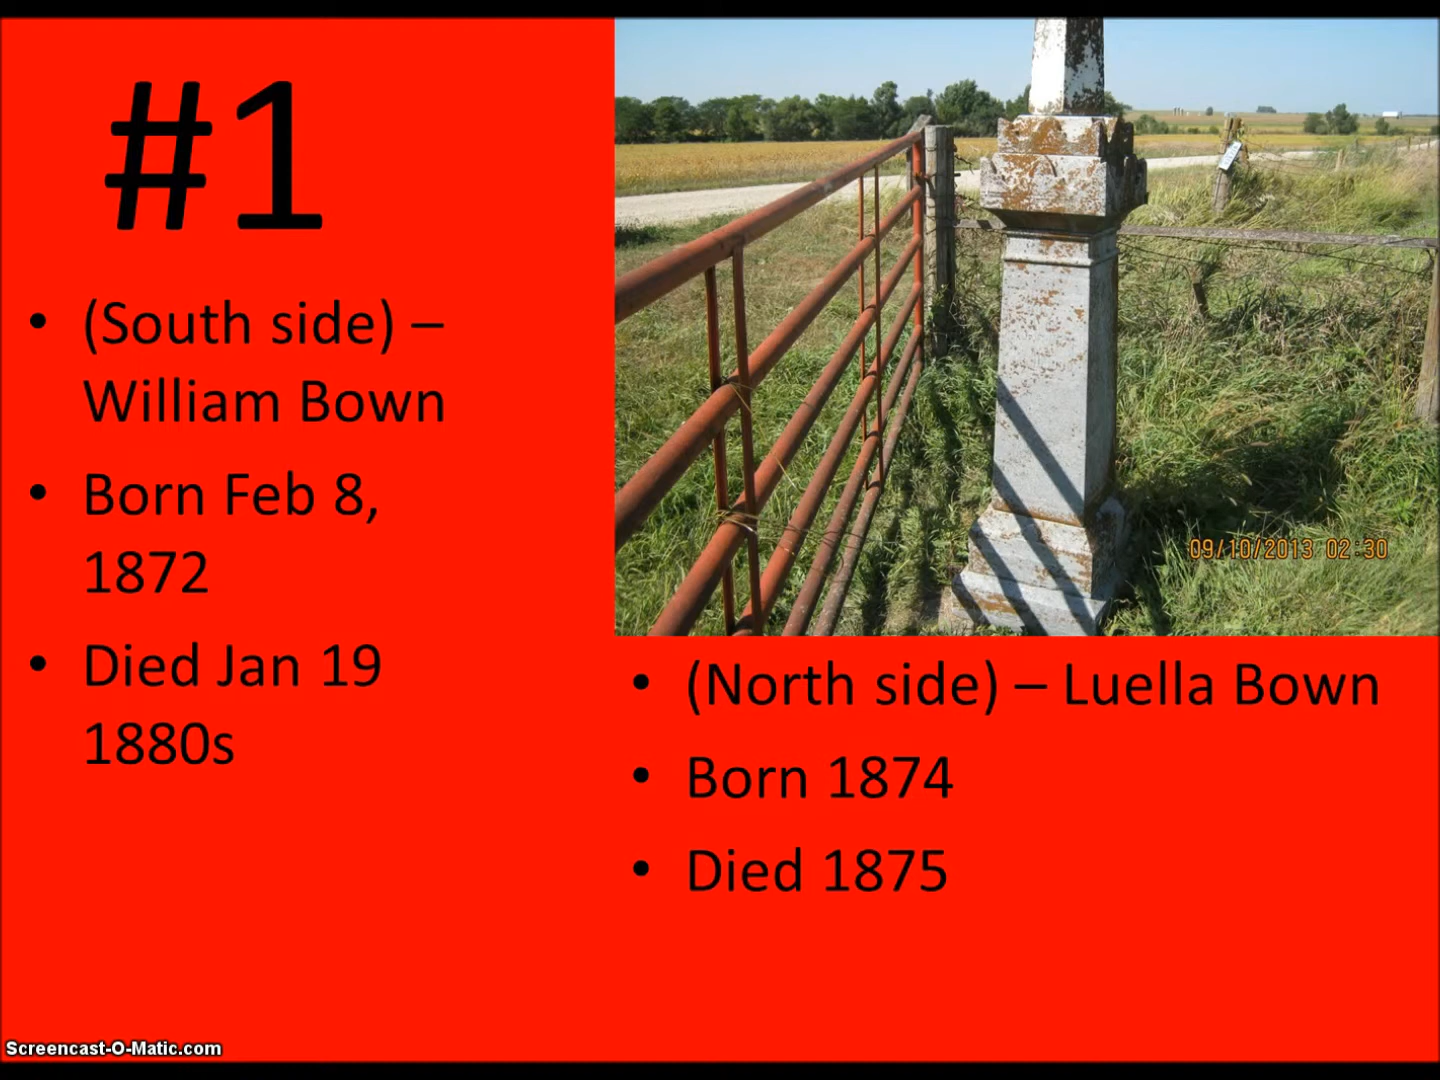 #1
• (South side) –
William Bown
• Born Feb 8,
1872
• Died Jan 19
1880s
09/10/2013 02:30
• (North side) – Luella Bown
• Born 1874
• Died 1875
Screencast-O-Matic.com